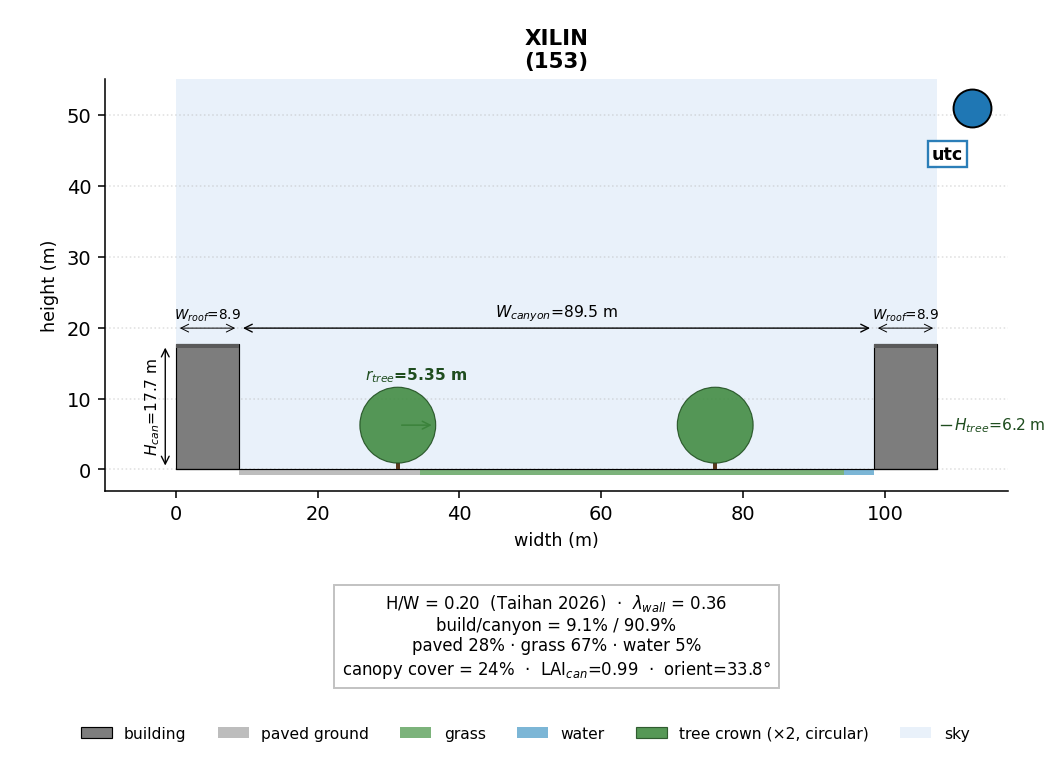 XILIN
(153)
50
40
30
20
10
0
height (m)
utc
W_roof=8.9
W_canyon=89.5 m
W_roof=8.9
H_can=17.7 m
r_tree=5.35 m
H_tree=6.2 m
0
20
40
60
80
100
width (m)
H/W = 0.20 (Taihan 2026) · λ_wall = 0.36
build/canyon = 9.1% / 90.9%
paved 28% · grass 67% · water 5%
canopy cover = 24% · LAI_can=0.99 · orient=33.8°
building
paved ground
grass
water
tree crown (×2, circular)
sky